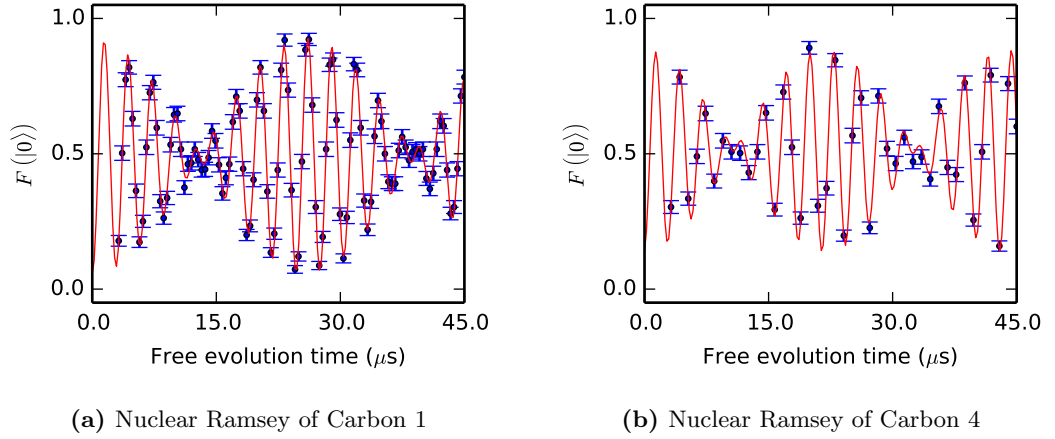 1.0
0.5
0.0
F (|0⟩)
0.0 15.0 30.0 45.0
Free evolution time (μs)
(a) Nuclear Ramsey of Carbon 1
1.0
0.5
0.0
F (|0⟩)
0.0 15.0 30.0 45.0
Free evolution time (μs)
(b) Nuclear Ramsey of Carbon 4